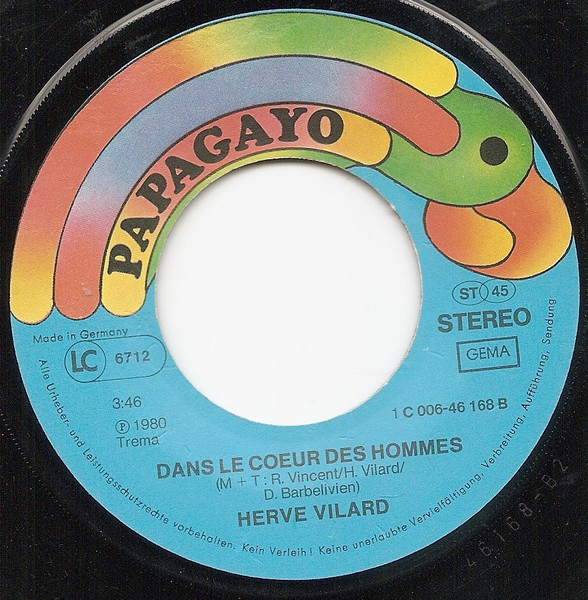 PAPAGAYO
ST 45
STEREO
GEMA
Made in Germany
LC 6712
3:46
℗ 1980
Trema
1 C 006-46 168 B
DANS LE COEUR DES HOMMES
(M + T : R. Vincent/H. Vilard/
D. Barbelivien)
HERVE VILARD
Alle Urheber- und Leistungsschutzrechte vorbehalten. Kein Verleih! Keine unerlaubte Vervielfältigung, Verbreitung, Aufführung, Sendung
46168-B2